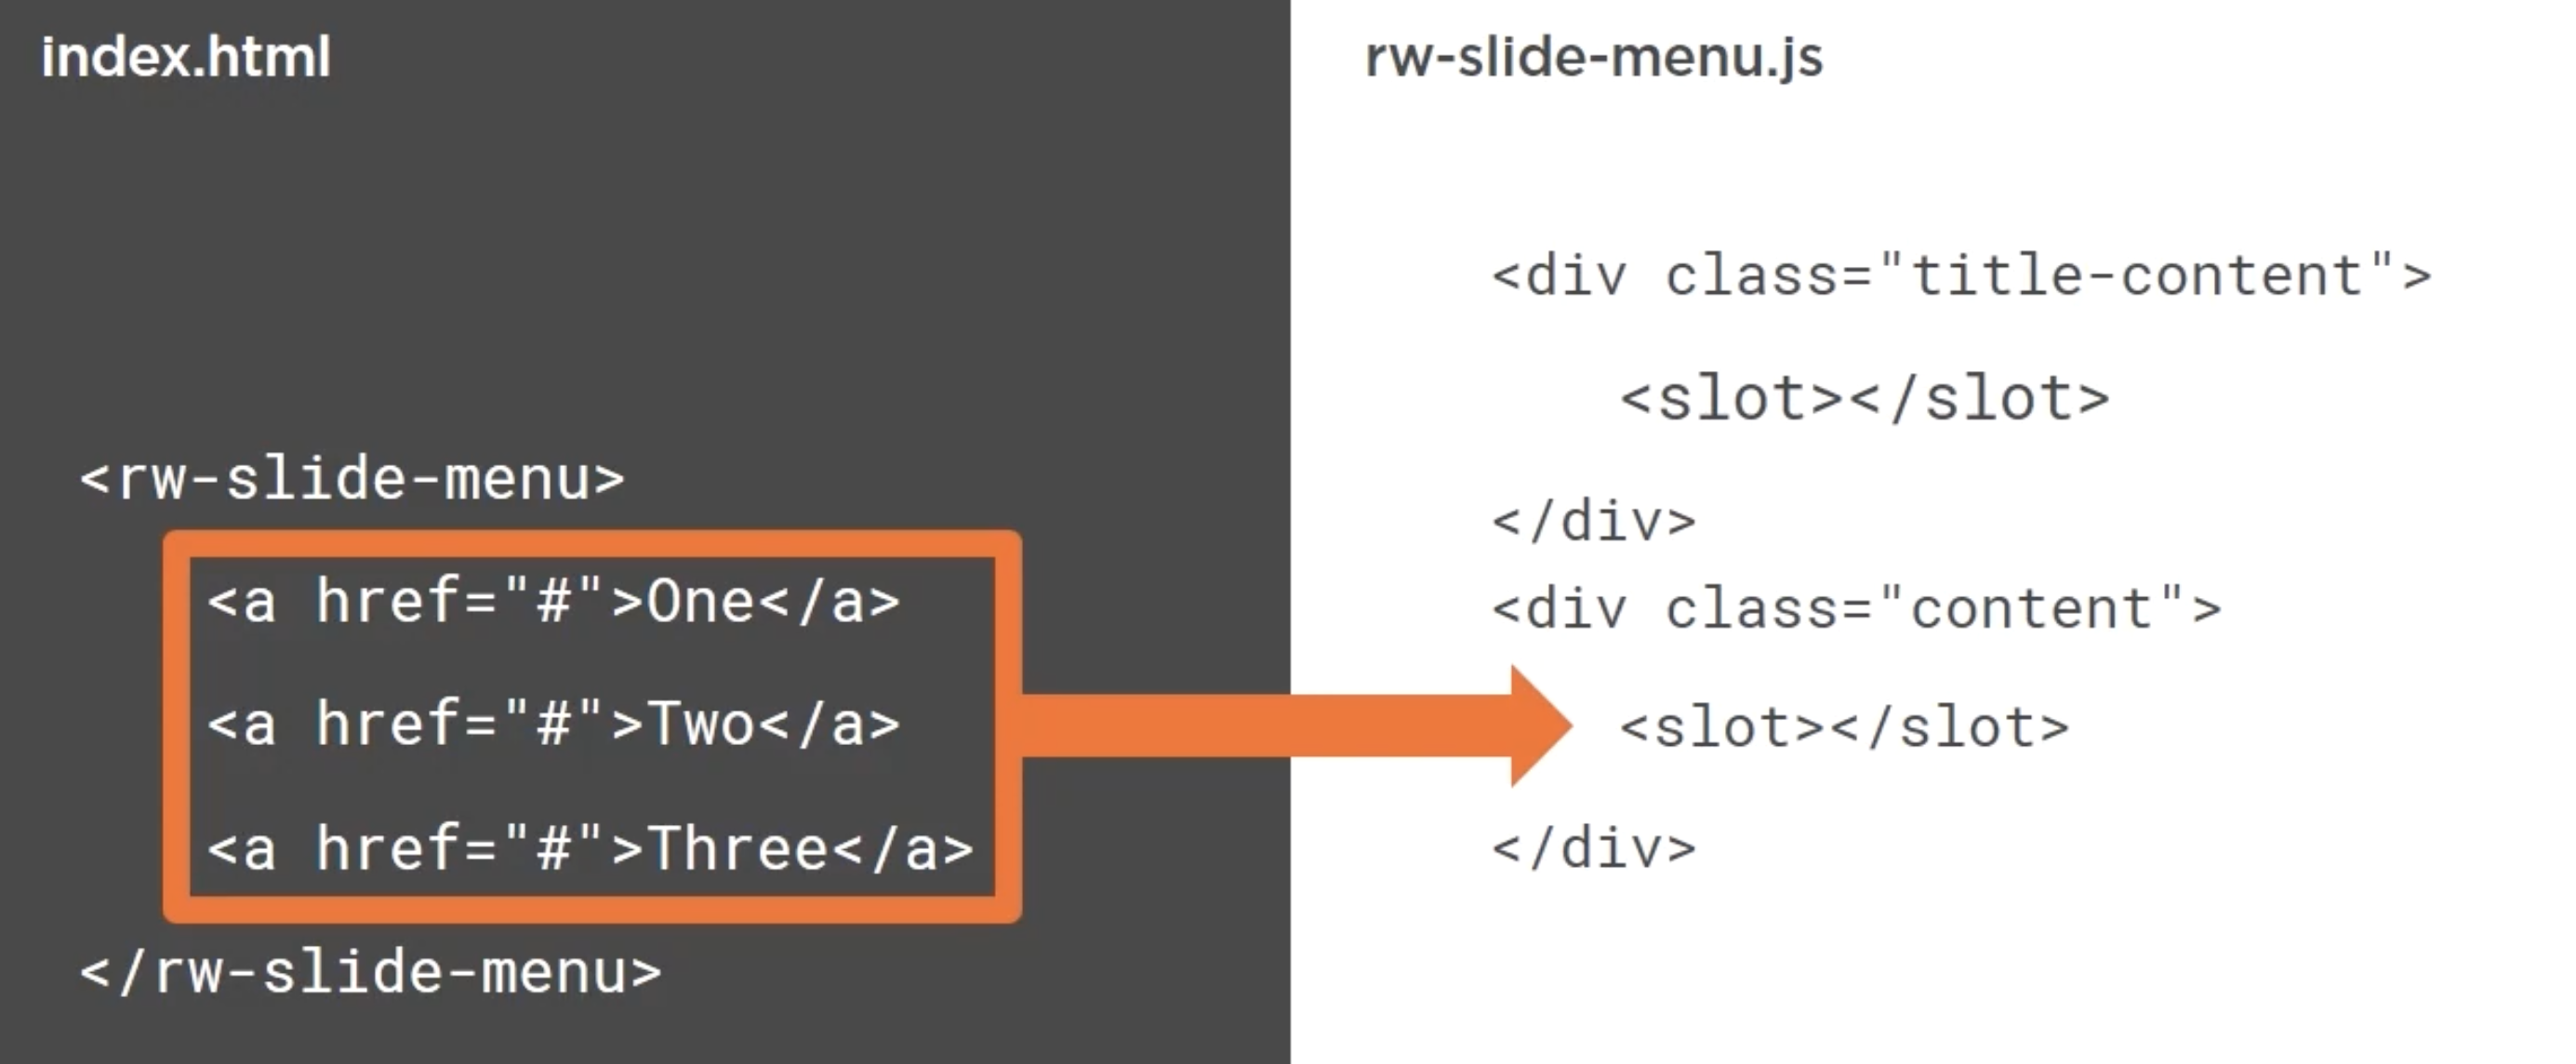 index.html
<rw-slide-menu>
<a href="#">One</a>
<a href="#">Two</a>
<a href="#">Three</a>
</rw-slide-menu>
rw-slide-menu.js
<div class="title-content">
<slot></slot>
</div>
<div class="content">
<slot></slot>
</div>